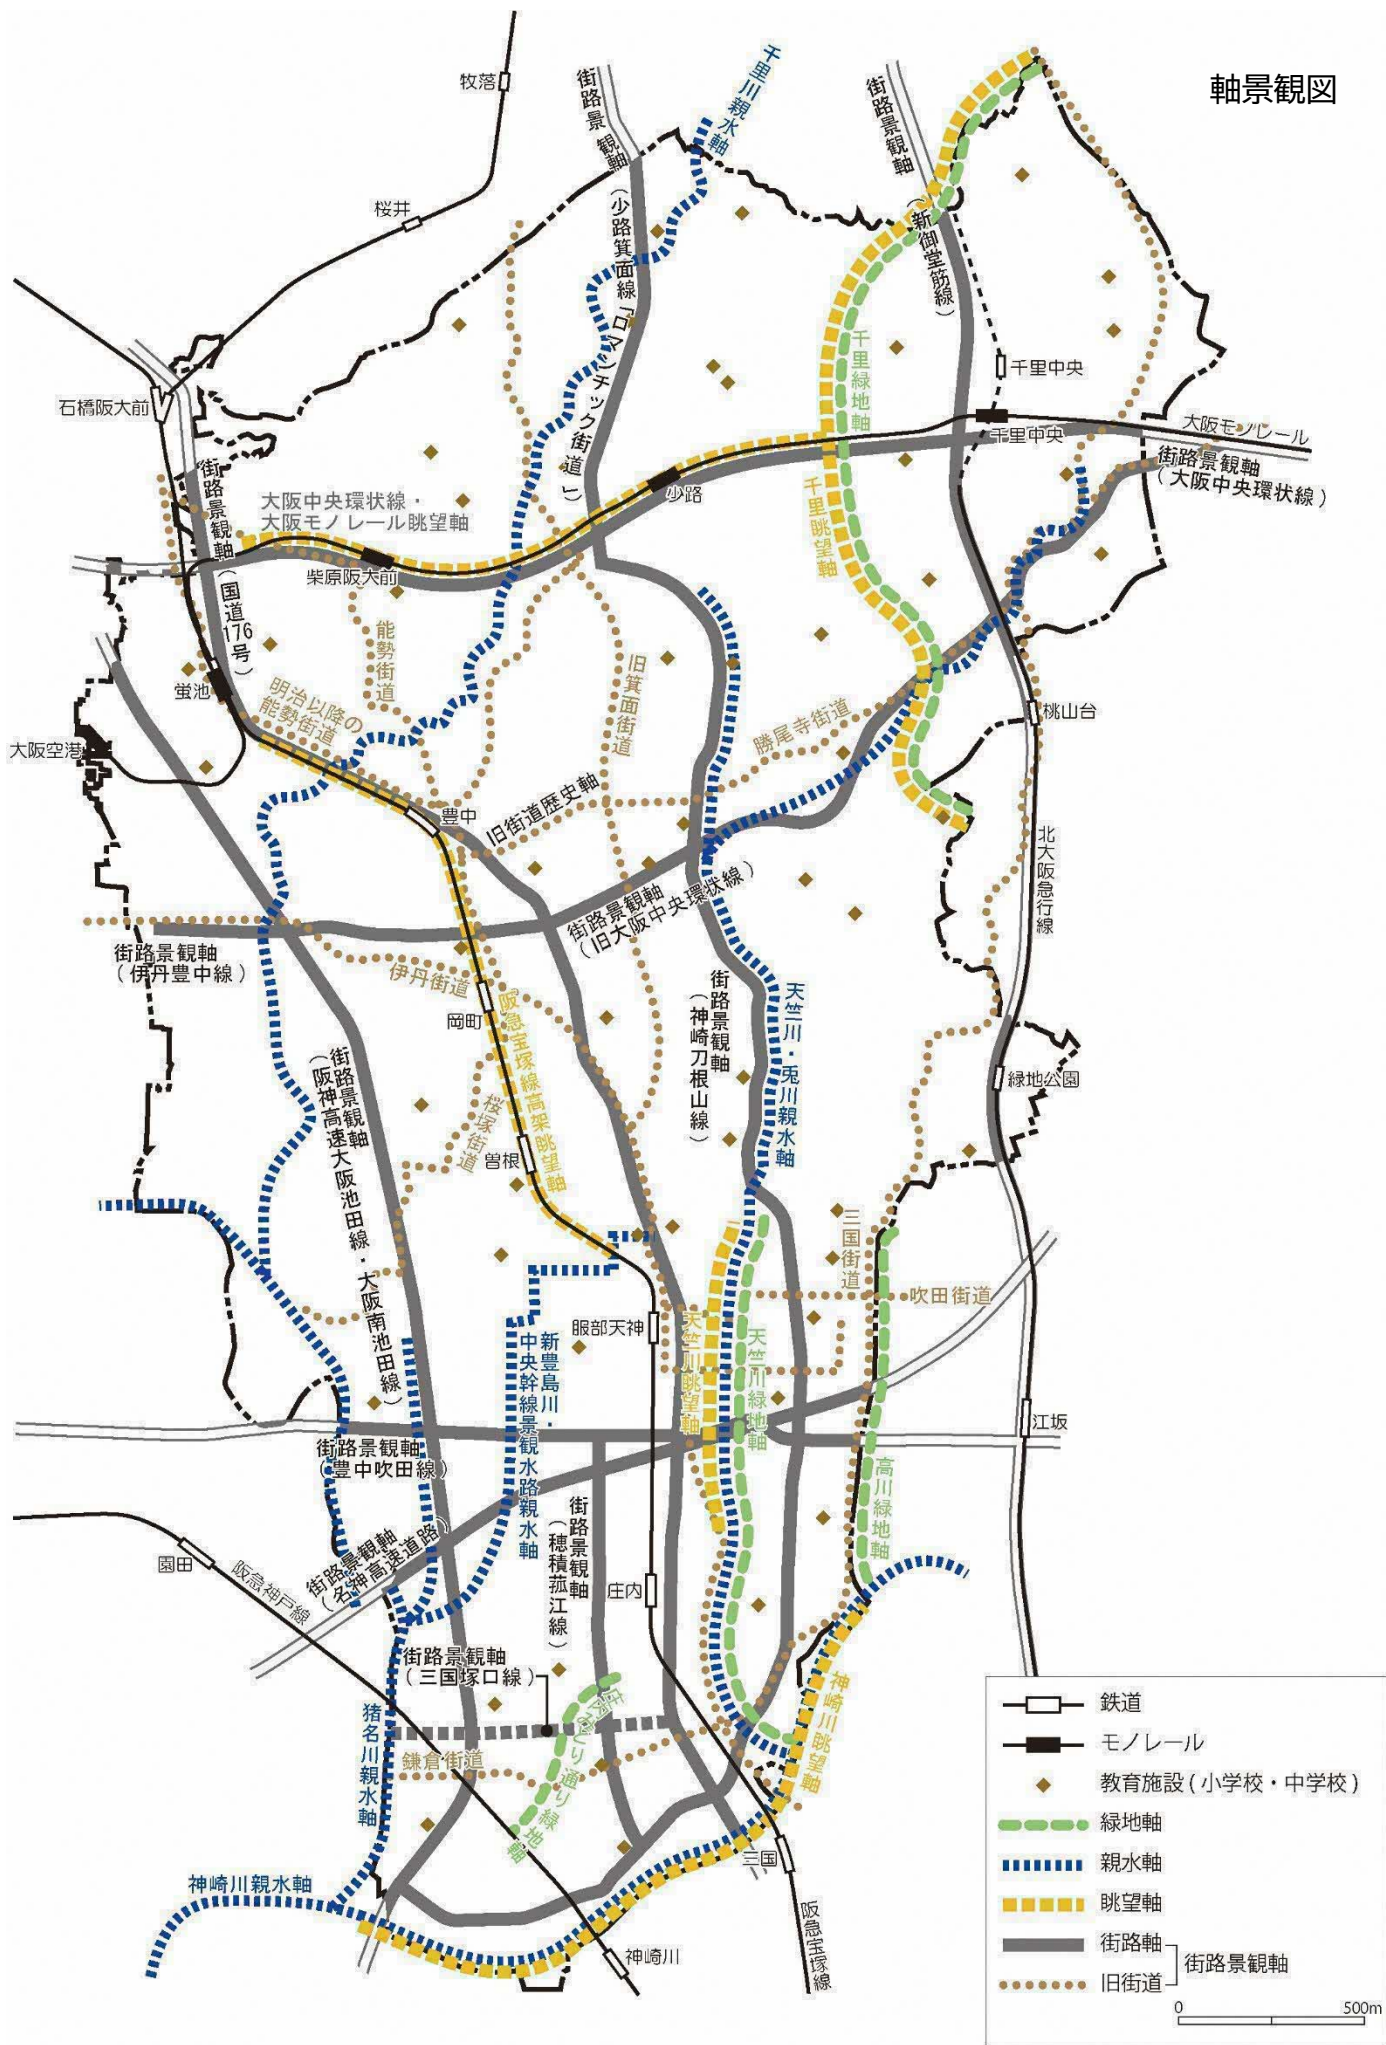 軸景観図
牧落
千里川親水軸
街路景観軸
(少路箕面線「ロマンチック街道」)
街路景観軸
(新御堂筋線)
桜井
石橋阪大前
千里緑地軸
千里中央
千里中央
大阪モノレール
街路景観軸
(大阪中央環状線)
街路景観軸
(国道176号)
大阪中央環状線・
大阪モノレール眺望軸
少路
千里眺望軸
柴原阪大前
能勢街道
旧箕面街道
蛍池
明治以降の
能勢街道
勝尾寺街道
桃山台
大阪空港
豊中
旧街道歴史軸
北大阪急行線
街路景観軸
(旧大阪中央環状線)
街路景観軸
(伊丹豊中線)
伊丹街道
岡町
阪急宝塚線高架眺望軸
街路景観軸
(神崎刀根山線)
天竺川・兎川親水軸
緑地公園
街路景観軸
(阪神高速大阪池田線・大阪南池田線)
桜塚街道
曽根
三国街道
吹田街道
服部天神
天竺川眺望軸
天竺川緑地軸
新豊島川・
中央幹線景観水路親水軸
江坂
街路景観軸
(豊中吹田線)
高川緑地軸
街路景観軸
(穂積菰江線)
園田
阪急神戸線
街路景観軸
(名神高速道路)
庄内
街路景観軸
(三国塚口線)
神崎川眺望軸
猪名川親水軸
鎌倉街道
庄内みどり通り緑地軸
三国
神崎川親水軸
阪急宝塚線
神崎川
鉄道
モノレール
教育施設(小学校・中学校)
緑地軸
親水軸
眺望軸
街路軸
街路景観軸
旧街道
0 500m